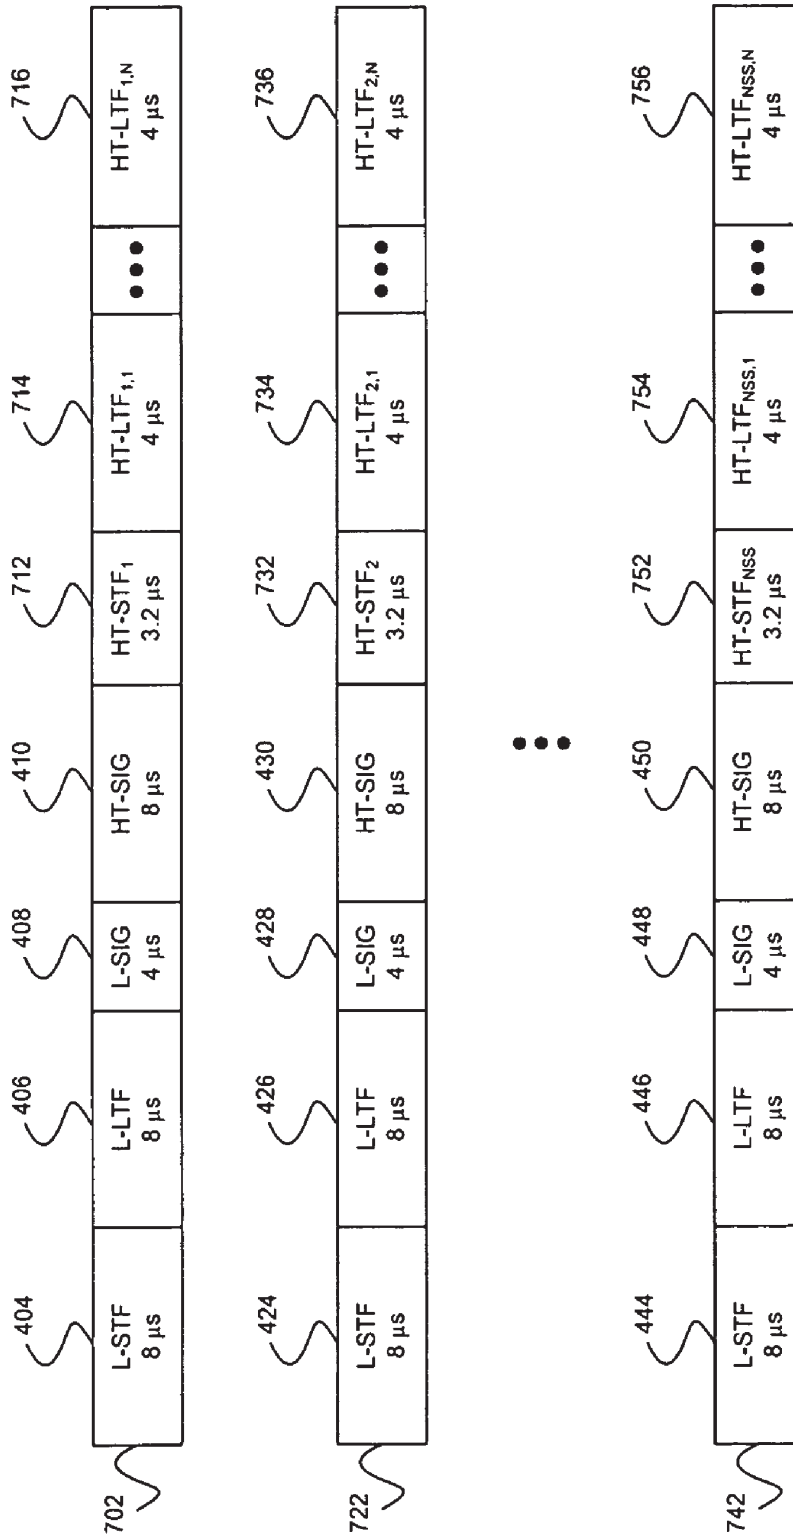 404 406 408 410 712 714 716
702
L-STF
8 µs
L-LTF
8 µs
L-SIG
4 µs
HT-SIG
8 µs
HT-STF₁
3.2 µs
HT-LTF₁,₁
4 µs
HT-LTF₁,N
4 µs
424 426 428 430 732 734 736
722
L-STF
8 µs
L-LTF
8 µs
L-SIG
4 µs
HT-SIG
8 µs
HT-STF₂
3.2 µs
HT-LTF₂,₁
4 µs
HT-LTF₂,N
4 µs
444 446 448 450 752 754 756
742
L-STF
8 µs
L-LTF
8 µs
L-SIG
4 µs
HT-SIG
8 µs
HT-STFNSS
3.2 µs
HT-LTFNSS,1
4 µs
HT-LTFNSS,N
4 µs